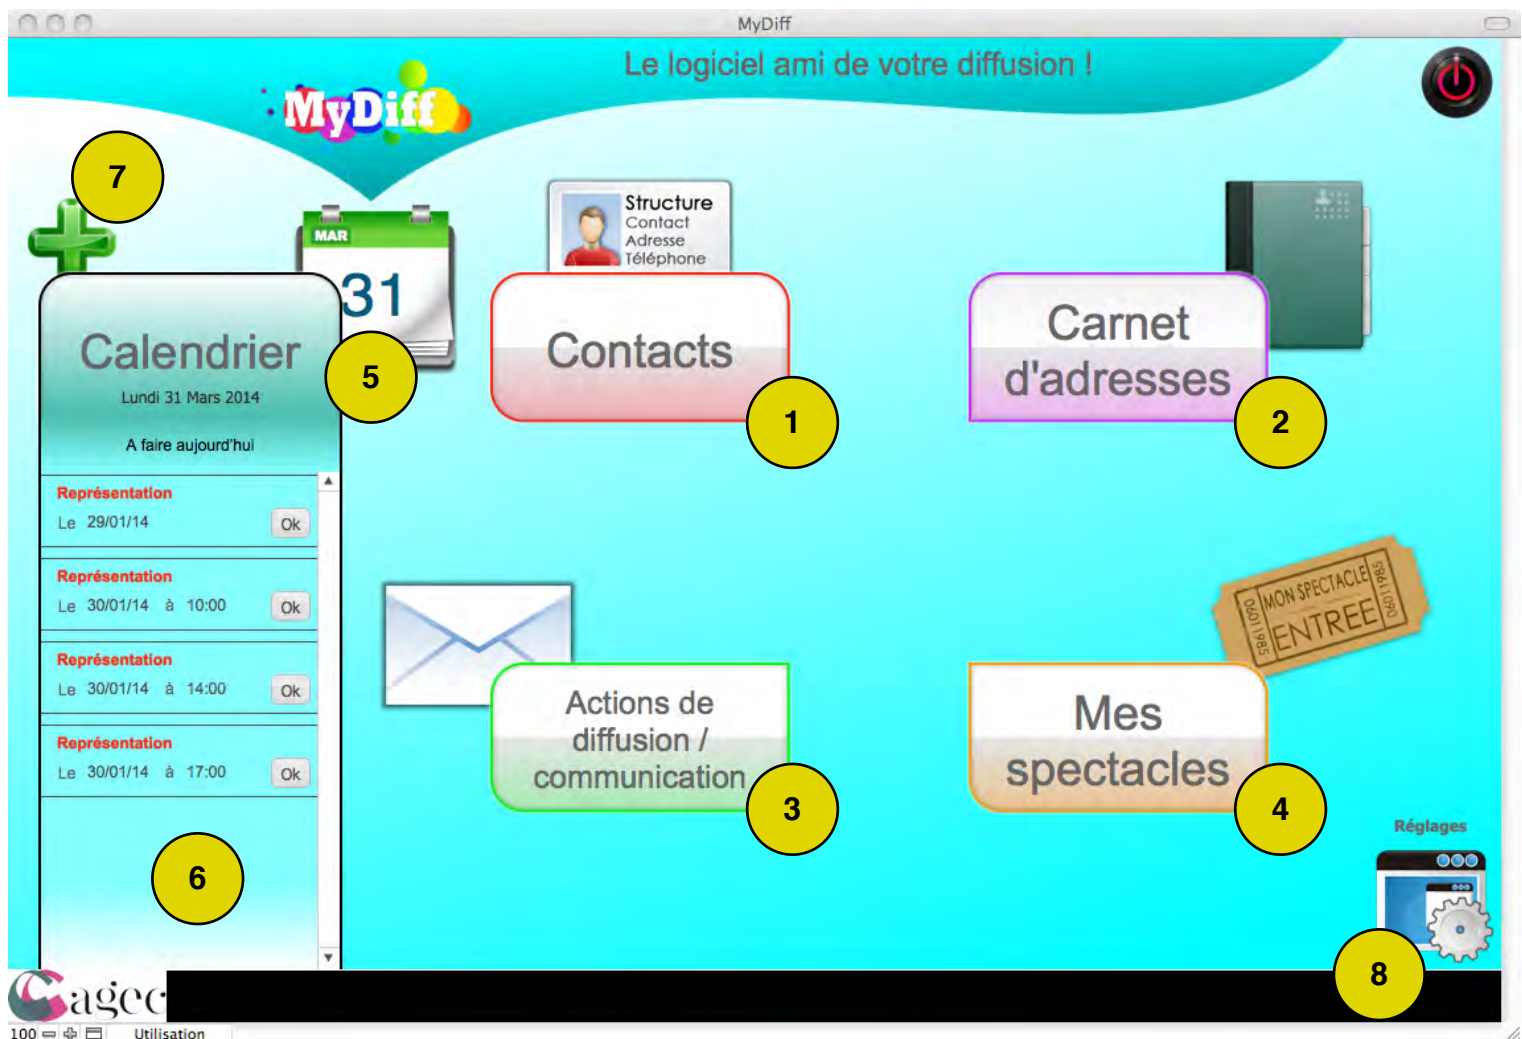 MyDiff
Le logiciel ami de votre diffusion !
MyDiff
7
MAR
31
Structure
Contact
Adresse
Téléphone
Calendrier
Lundi 31 Mars 2014
A faire aujourd'hui
5
Contacts
1
Carnet
d'adresses
2
Représentation
Le 29/01/14
Ok
Représentation
Le 30/01/14 à 10:00
Ok
Représentation
Le 30/01/14 à 14:00
Ok
Représentation
Le 30/01/14 à 17:00
Ok
6
Actions de
diffusion /
communication
3
MON SPECTACLE
ENTREE
06011985
06011985
Mes
spectacles
4
Réglages
8
Cagec
100
Utilisation